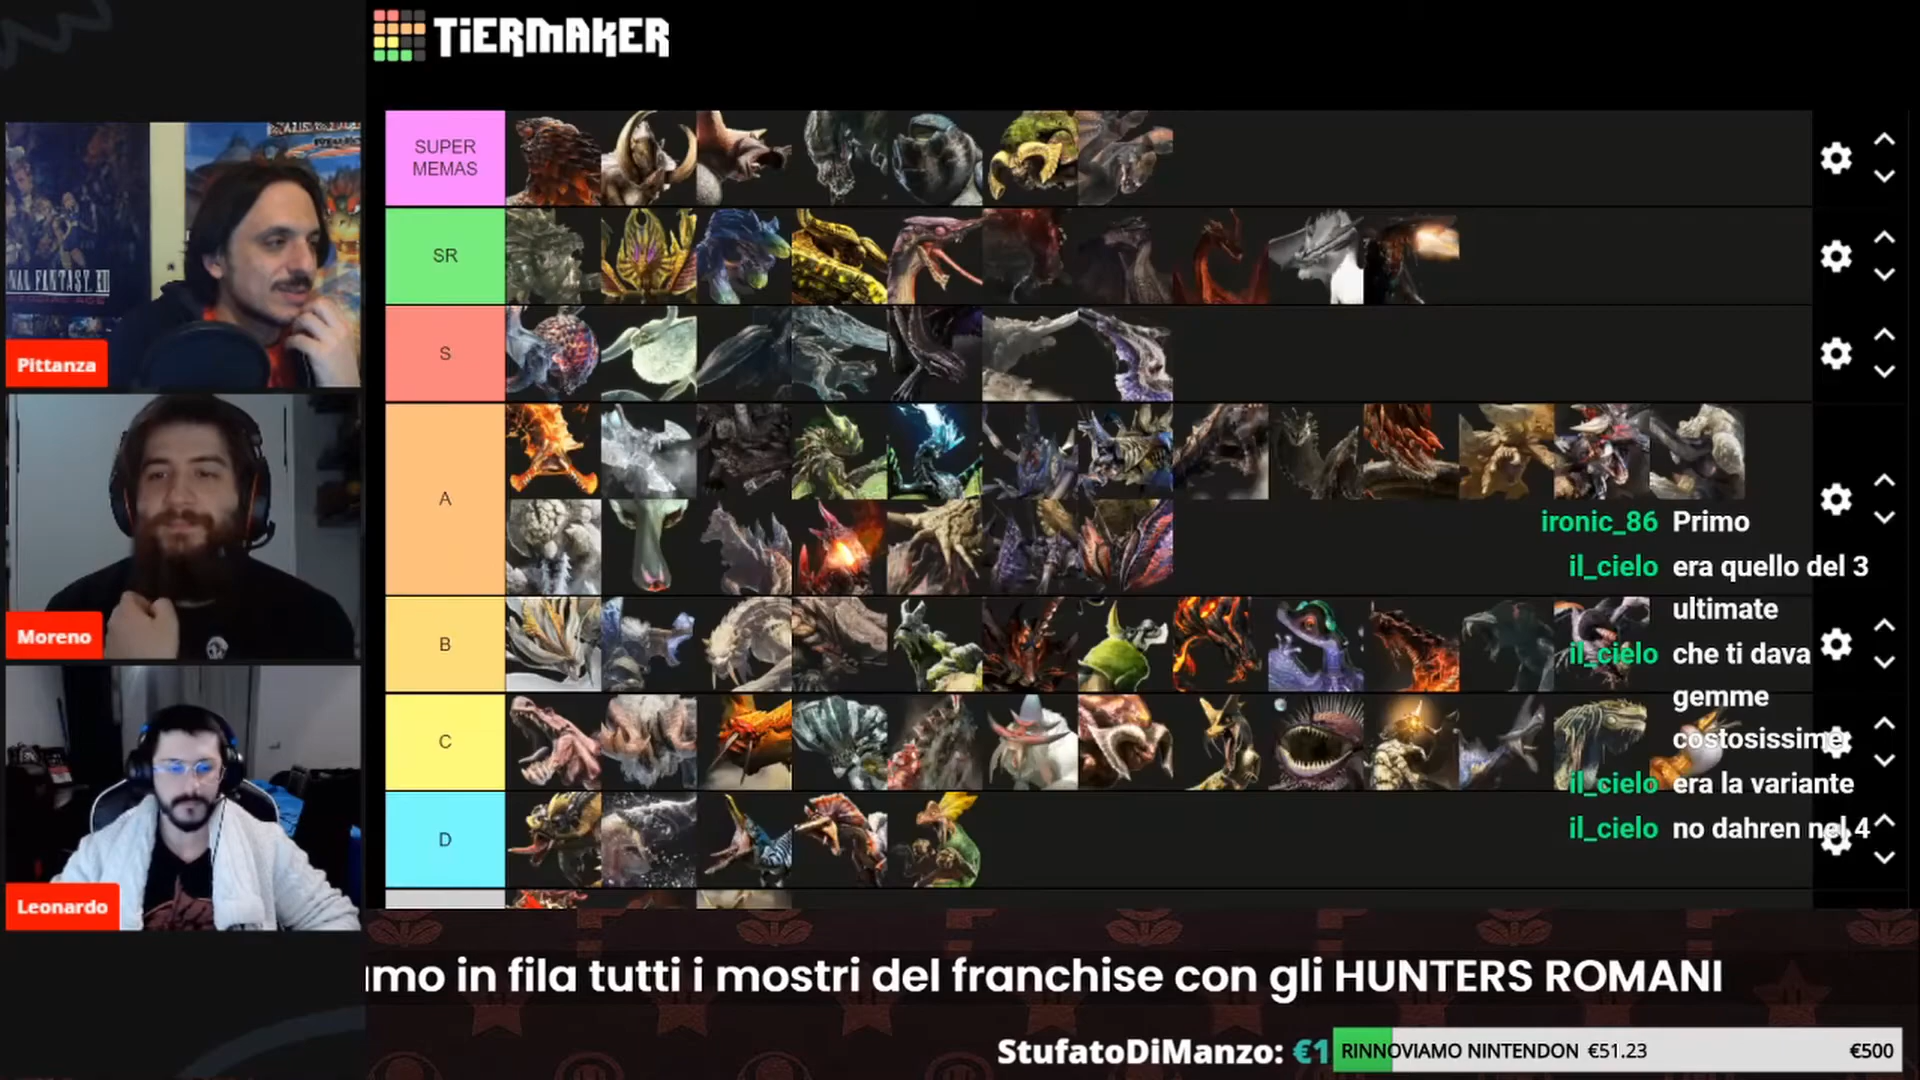 TiERMAKER
SUPER
MEMAS
SR
S
A
B
C
D
Pittanza
Moreno
Leonardo
ironic_86 Primo
il_cielo era quello del 3
ultimate
il_cielo che ti dava
gemme
costosissime
il_cielo era la variante
il_cielo no dahren nel 4
amo in fila tutti i mostri del franchise con gli HUNTERS ROMANI
StufatoDiManzo: €1
RINNOVIAMO NINTENDON €51.23
€500